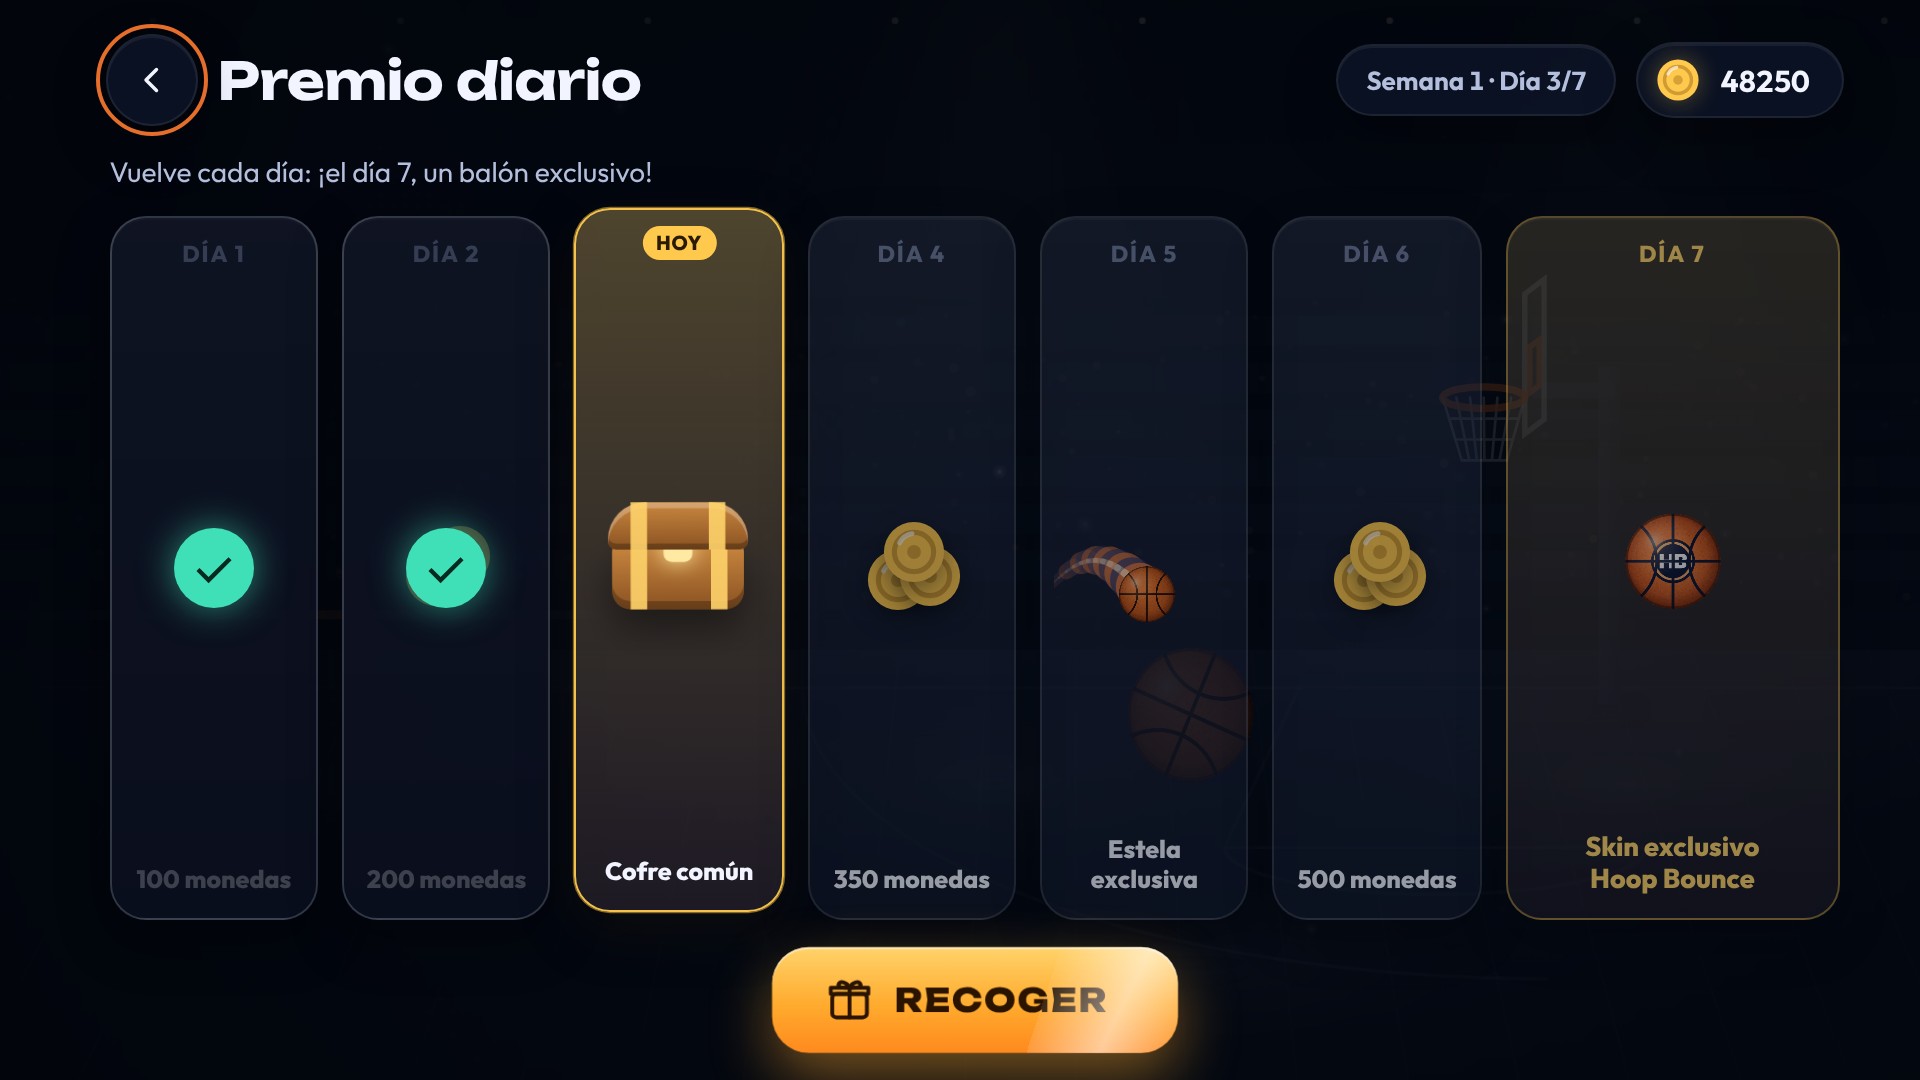 Premio diario
Semana 1 · Día 3/7
48250
Vuelve cada día: ¡el día 7, un balón exclusivo!
DÍA 1
100 monedas
DÍA 2
200 monedas
HOY
Cofre común
DÍA 4
350 monedas
DÍA 5
Estela
exclusiva
DÍA 6
500 monedas
DÍA 7
HB
Skin exclusivo
Hoop Bounce
RECOGER